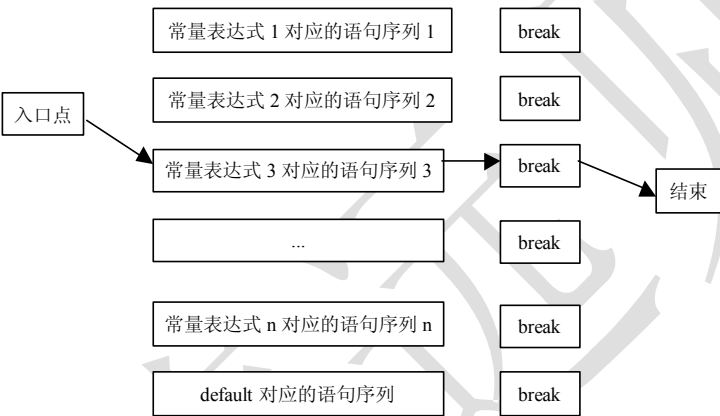 常量表达式 1 对应的语句序列 1
break
常量表达式 2 对应的语句序列 2
break
入口点
常量表达式 3 对应的语句序列 3
break
结束
...
break
常量表达式 n 对应的语句序列 n
break
default 对应的语句序列
break